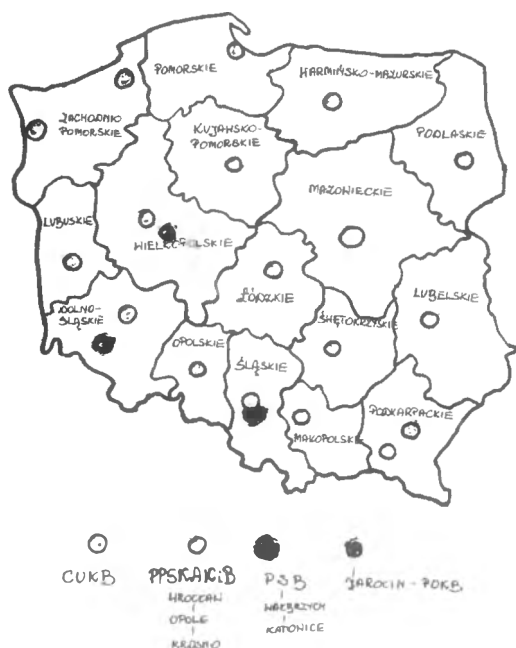 POMORSKIE
WARMIŃSKO-MAZURSKIE
ZACHODNIO
POMORSKIE
KUJAWSKO-
POMORSKIE
PODLASKIE
MAZOWIECKIE
LUBUSKIE
WIELKOPOLSKIE
DOLNO-
ŚLĄSKIE
ŁÓDZKIE
LUBELSKIE
ŚWIĘTOKRZYSKIE
OPOLSKIE
ŚLĄSKIE
PODKARPACKIE
MAŁOPOLSKIE
CUKB
PPSKAKiB
WROCŁAW
OPOLE
KROSNO
PSB
WAŁBRZYCH
KATOWICE
JAROCIN - POKB